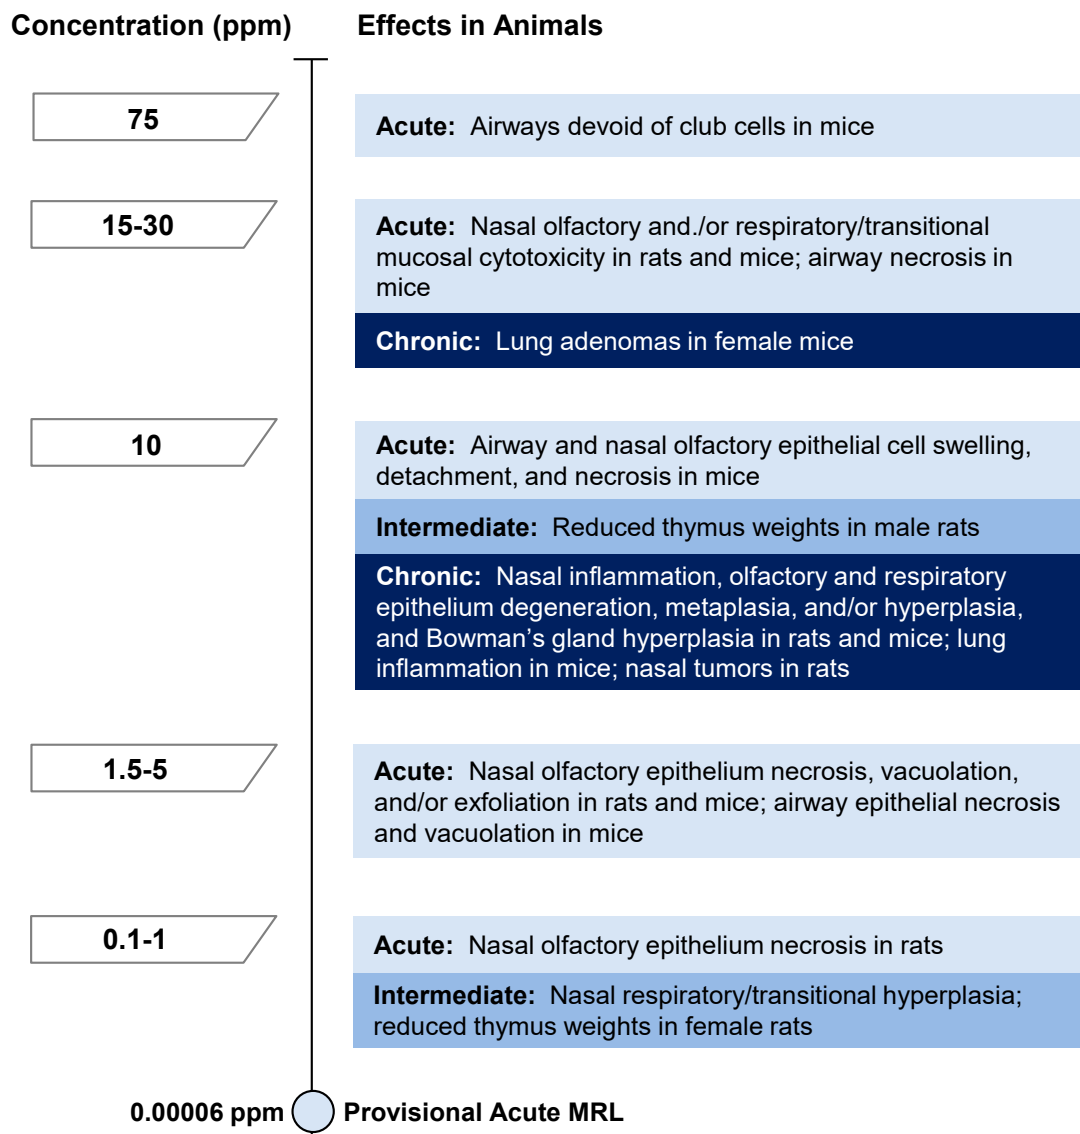 Concentration (ppm) Effects in Animals
75
Acute: Airways devoid of club cells in mice
15-30
Acute: Nasal olfactory and./or respiratory/transitional
mucosal cytotoxicity in rats and mice; airway necrosis in
mice
Chronic: Lung adenomas in female mice
10
Acute: Airway and nasal olfactory epithelial cell swelling,
detachment, and necrosis in mice
Intermediate: Reduced thymus weights in male rats
Chronic: Nasal inflammation, olfactory and respiratory
epithelium degeneration, metaplasia, and/or hyperplasia,
and Bowman's gland hyperplasia in rats and mice; lung
inflammation in mice; nasal tumors in rats
1.5-5
Acute: Nasal olfactory epithelium necrosis, vacuolation,
and/or exfoliation in rats and mice; airway epithelial necrosis
and vacuolation in mice
0.1-1
Acute: Nasal olfactory epithelium necrosis in rats
Intermediate: Nasal respiratory/transitional hyperplasia;
reduced thymus weights in female rats
0.00006 ppm Provisional Acute MRL